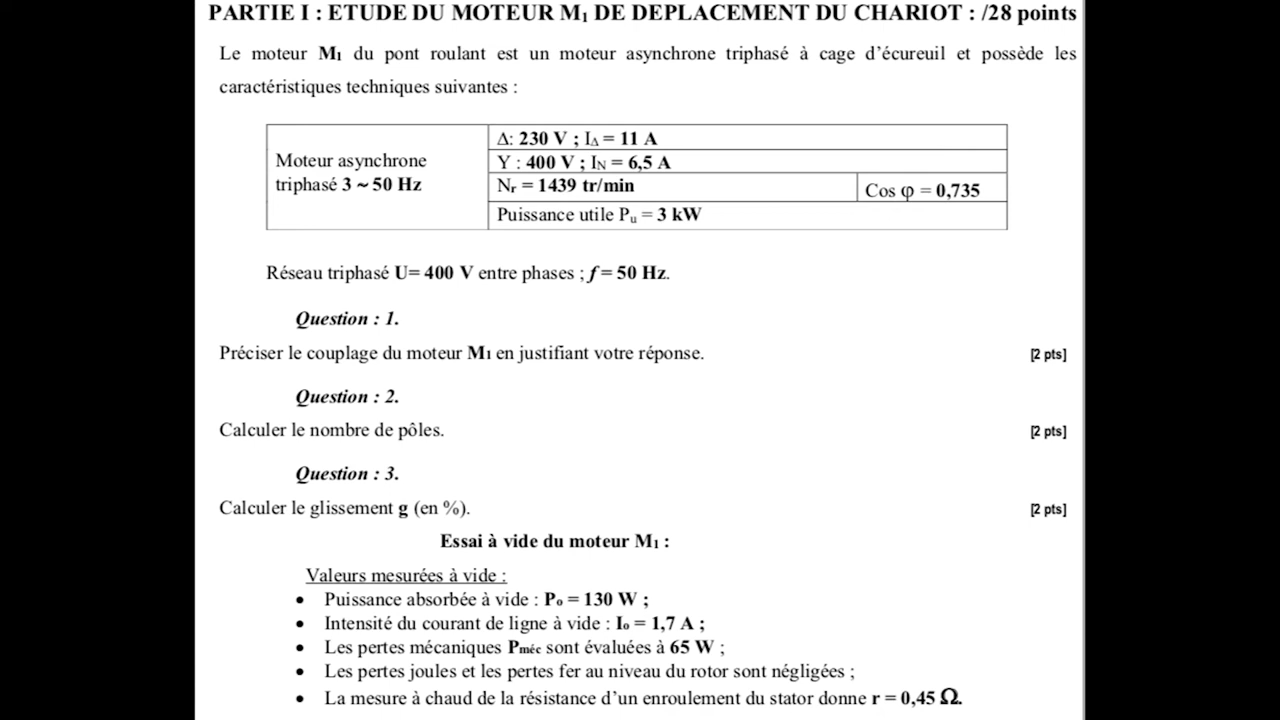 PARTIE I : ETUDE DU MOTEUR M1 DE DEPLACEMENT DU CHARIOT : /28 points
Le moteur M1 du pont roulant est un moteur asynchrone triphasé à cage d’écureuil et possède les
caractéristiques techniques suivantes :
Moteur asynchrone
triphasé 3 ~ 50 Hz
Δ: 230 V ; IΔ = 11 A
Y : 400 V ; IN = 6,5 A
Nr = 1439 tr/min
Cos φ = 0,735
Puissance utile Pu = 3 kW
Réseau triphasé U= 400 V entre phases ; f = 50 Hz.
Question : 1.
Préciser le couplage du moteur M1 en justifiant votre réponse. [2 pts]
Question : 2.
Calculer le nombre de pôles. [2 pts]
Question : 3.
Calculer le glissement g (en %). [2 pts]
Essai à vide du moteur M1 :
Valeurs mesurées à vide :
• Puissance absorbée à vide : Po = 130 W ;
• Intensité du courant de ligne à vide : Io = 1,7 A ;
• Les pertes mécaniques Pméc sont évaluées à 65 W ;
• Les pertes joules et les pertes fer au niveau du rotor sont négligées ;
• La mesure à chaud de la résistance d’un enroulement du stator donne r = 0,45 Ω.